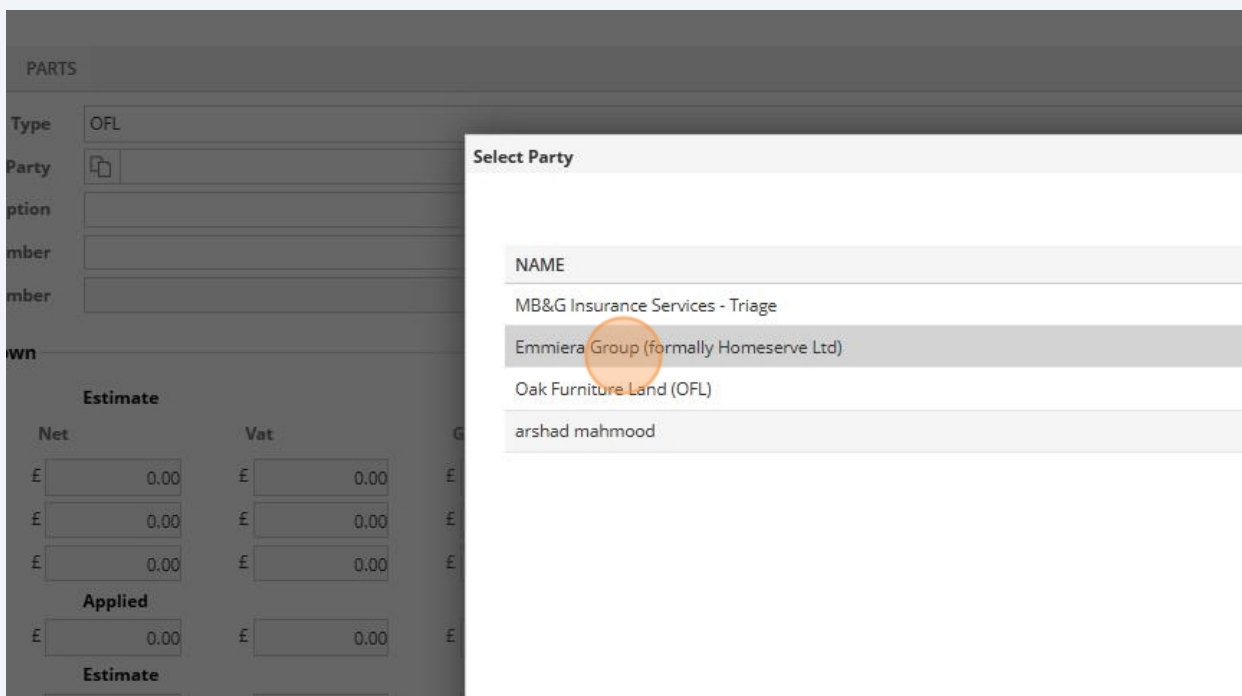 PARTS
Type OFL
Party
Select Party
ption
mber
NAME
mber
MB&G Insurance Services - Triage
Emmiera Group (formally Homeserve Ltd)
own
Oak Furniture Land (OFL)
Estimate
arshad mahmood
Net Vat G
£ 0.00 £ 0.00 £
£ 0.00 £ 0.00 £
£ 0.00 £ 0.00 £
Applied
£ 0.00 £ 0.00 £
Estimate